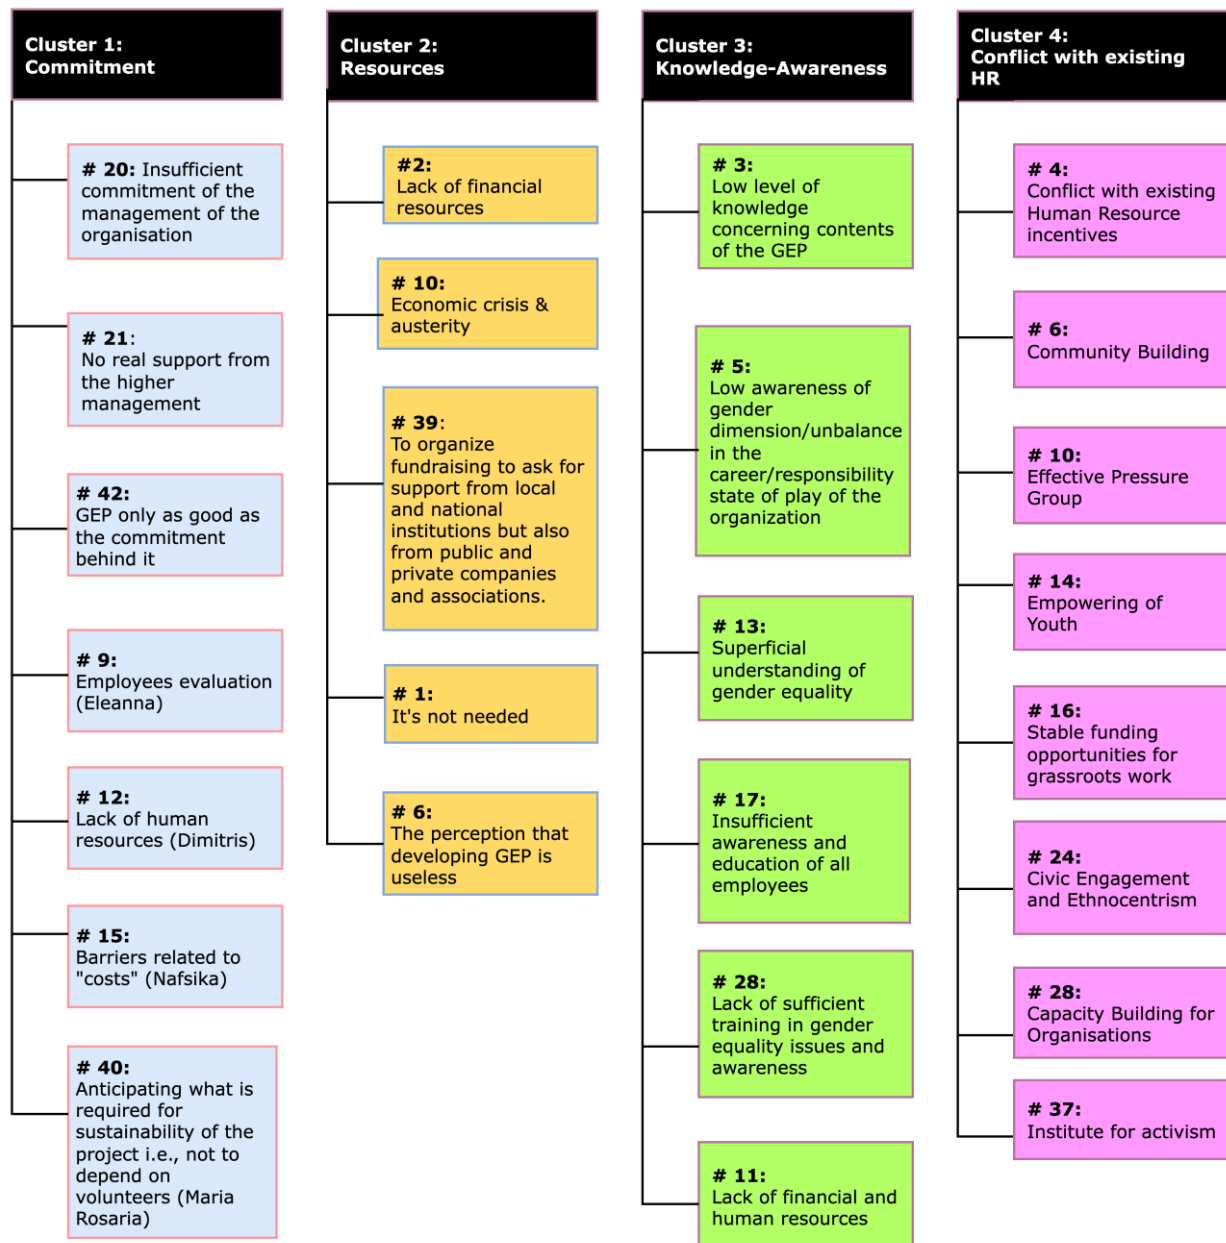 Cluster 1:
Commitment
# 20: Insufficient
commitment of the
management of the
organisation
# 21:
No real support from
the higher
management
# 42:
GEP only as good as
the commitment
behind it
# 9:
Employees evaluation
(Eleanna)
# 12:
Lack of human
resources (Dimitris)
# 15:
Barriers related to
"costs" (Nafsika)
# 40:
Anticipating what is
required for
sustainability of the
project i.e., not to
depend on
volunteers (Maria
Rosaria)
Cluster 2:
Resources
#2:
Lack of financial
resources
# 10:
Economic crisis &
austerity
# 39:
To organize
fundraising to ask for
support from local
and national
institutions but also
from public and
private companies
and associations.
# 1:
It's not needed
# 6:
The perception that
developing GEP is
useless
Cluster 3:
Knowledge-Awareness
# 3:
Low level of
knowledge
concerning contents
of the GEP
# 5:
Low awareness of
gender
dimension/unbalance
in the
career/responsibility
state of play of the
organization
# 13:
Superficial
understanding of
gender equality
# 17:
Insufficient
awareness and
education of all
employees
# 28:
Lack of sufficient
training in gender
equality issues and
awareness
# 11:
Lack of financial and
human resources
Cluster 4:
Conflict with existing
HR
# 4:
Conflict with existing
Human Resource
incentives
# 6:
Community Building
# 10:
Effective Pressure
Group
# 14:
Empowering of
Youth
# 16:
Stable funding
opportunities for
grassroots work
# 24:
Civic Engagement
and Ethnocentrism
# 28:
Capacity Building for
Organisations
# 37:
Institute for activism